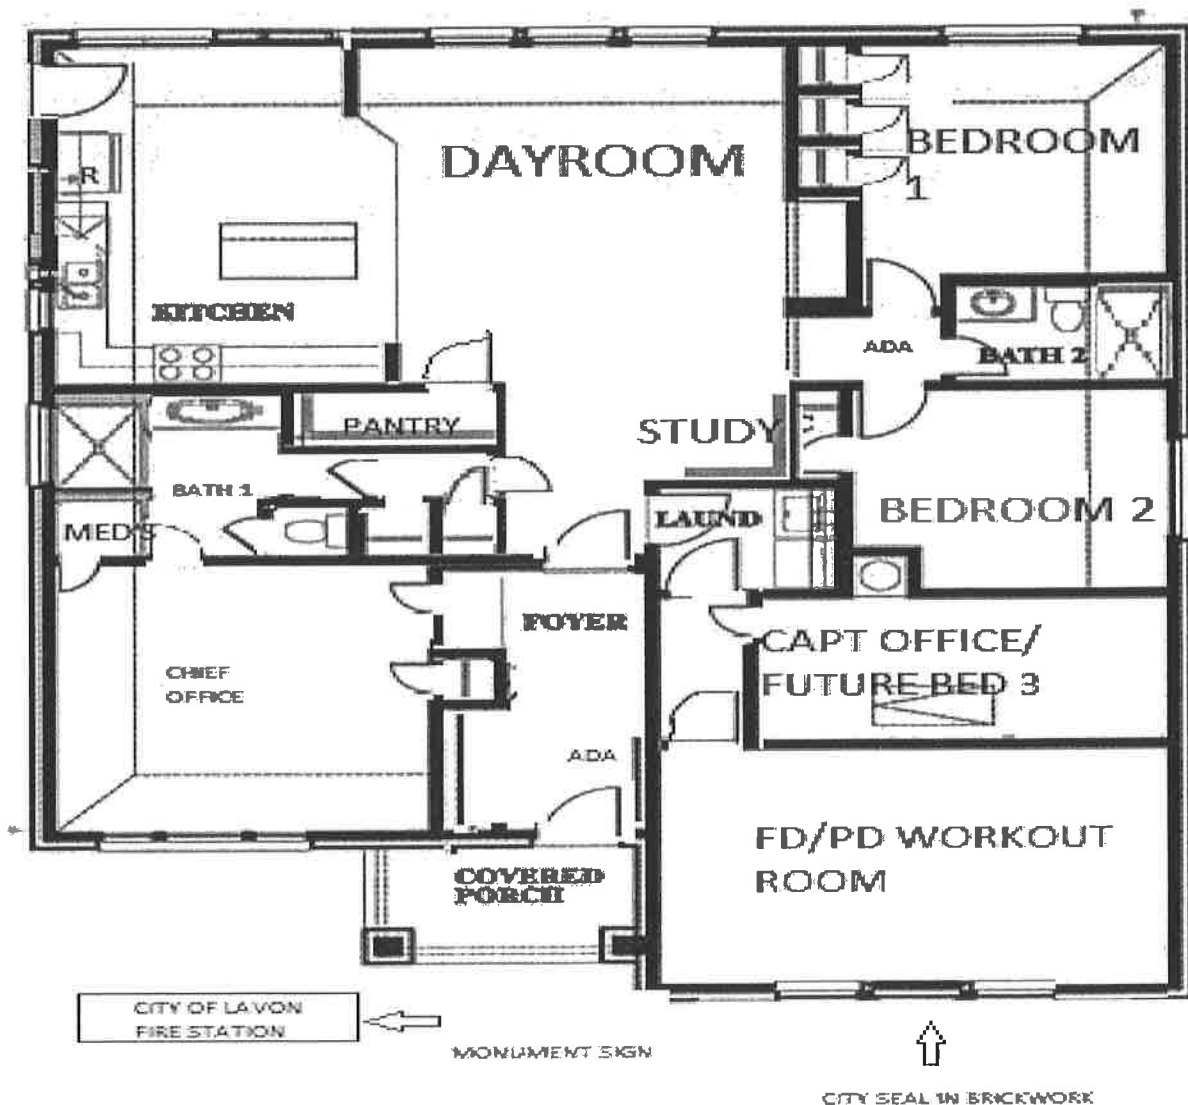 DAYROOM
BEDROOM
1
R
KITCHEN
ADA
BATH 2
PANTRY
STUDY
BATH 1
MED'S
LAUND
BEDROOM 2
FOYER
CAPT OFFICE/
FUTURE BED 3
CHIEF
OFFICE
ADA
FD/PD WORKOUT
ROOM
COVERED
PORCH
CITY OF LAVON
FIRE STATION
MONUMENT SIGN
CITY SEAL IN BRICKWORK